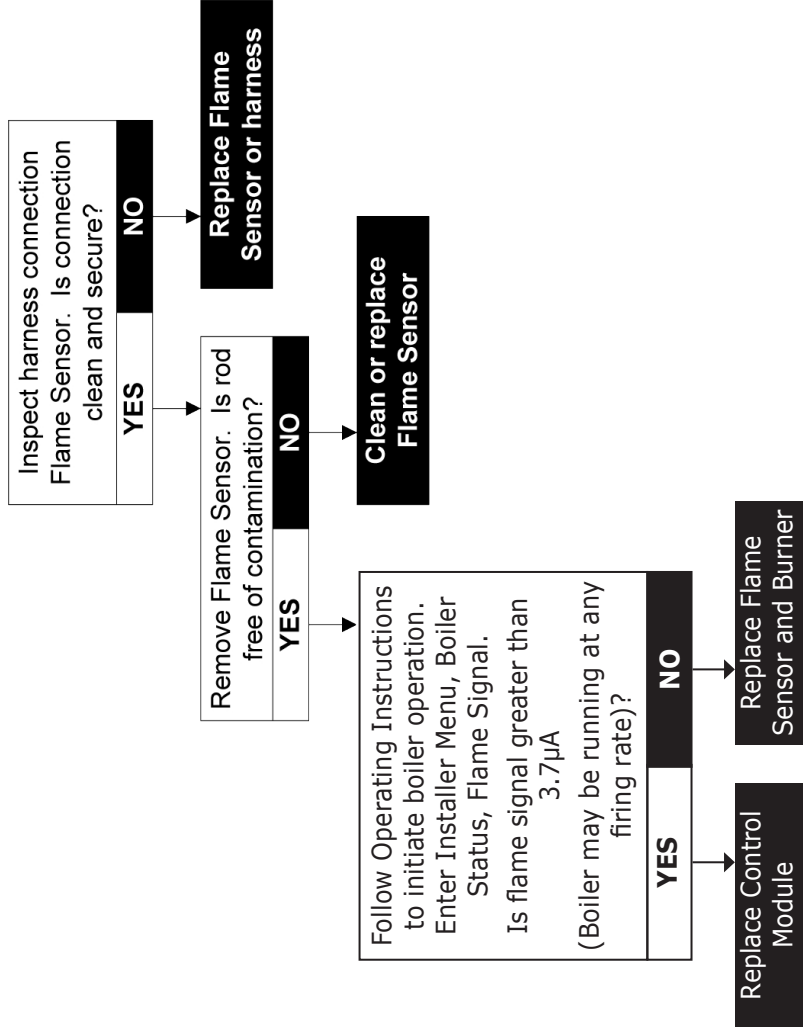 Inspect harness connection
Flame Sensor.  Is connection
clean and secure?
YES
NO
Replace Flame
Sensor or harness
Remove Flame Sensor.  Is rod
free of contamination?
YES
NO
Clean or replace
Flame Sensor
Follow Operating Instructions
to initiate boiler operation.
Enter Installer Menu, Boiler
Status, Flame Signal.
Is flame signal greater than
3.7µA
(Boiler may be running at any
firing rate)?
YES
NO
Replace Control
Module
Replace Flame
Sensor and Burner